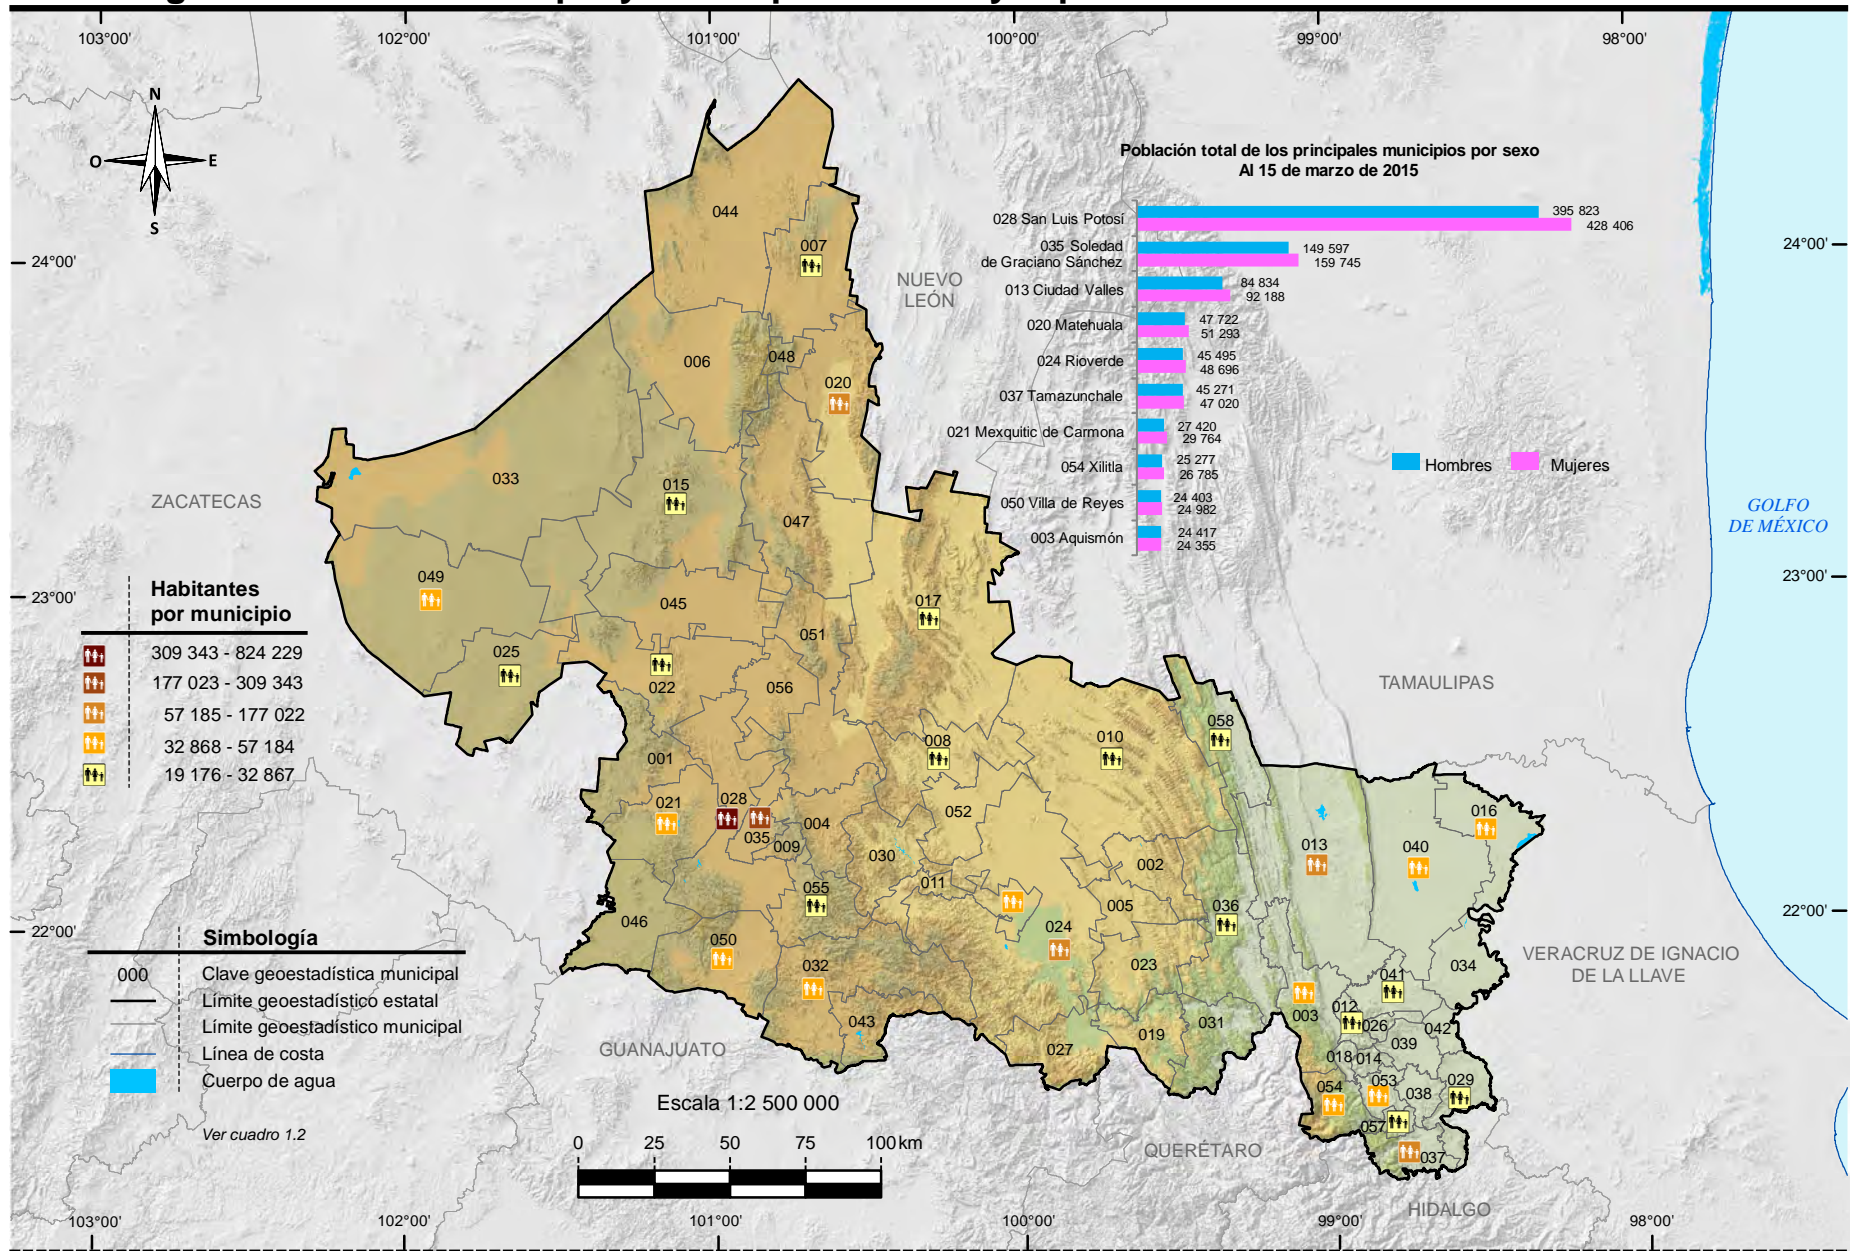 103°00'
102°00'
101°00'
100°00'
99°00'
98°00'
N
O
E
S
24°00'
23°00'
22°00'
24°00'
23°00'
22°00'
Población total de los principales municipios por sexo
Al 15 de marzo de 2015
028 San Luis Potosí
395 823
428 406
035 Soledad
de Graciano Sánchez
149 597
159 745
013 Ciudad Valles
84 834
92 188
020 Matehuala
47 722
51 293
024 Rioverde
45 495
48 696
037 Tamazunchale
45 271
47 020
021 Mexquitic de Carmona
27 420
29 764
054 Xilitla
25 277
26 785
050 Villa de Reyes
24 403
24 982
003 Aquismón
24 417
24 355
Hombres
Mujeres
NUEVO
LEÓN
ZACATECAS
GOLFO
DE MÉXICO
TAMAULIPAS
VERACRUZ DE IGNACIO
DE LA LLAVE
GUANAJUATO
QUERÉTARO
HIDALGO
044
007
006
048
020
033
015
047
049
045
017
051
025
022
056
058
008
010
001
021
028
035
004
009
052
016
030
002
013
040
011
055
005
036
046
024
050
032
023
034
041
003
012
026
042
043
031
019
039
027
018
014
054
053
038
029
057
037
Habitantes
por municipio
309 343 - 824 229
177 023 - 309 343
57 185 - 177 022
32 868 - 57 184
19 176 - 32 867
Simbología
000
Clave geoestadística municipal
Límite geoestadístico estatal
Límite geoestadístico municipal
Línea de costa
Cuerpo de agua
Ver cuadro 1.2
Escala 1:2 500 000
0
25
50
75
100 km
103°00'
102°00'
101°00'
100°00'
99°00'
98°00'